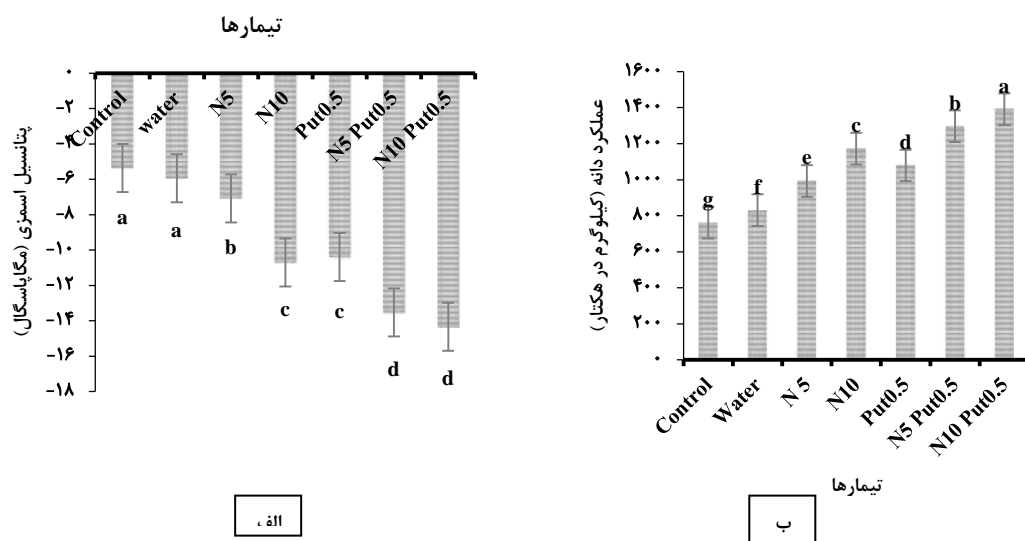 تیمارها
پتانسیل اسمزی (مگاپاسگال)
۰
-۲
-۴
-۶
-۸
-۱۰
-۱۲
-۱۴
-۱۶
-۱۸
Control
water
N5
N10
Put0.5
N5 Put0.5
N10 Put0.5
a
a
b
c
c
d
d
الف
عملکرد دانه (کیلوگرم در هکتار)
۱۶۰۰
۱۴۰۰
۱۲۰۰
۱۰۰۰
۸۰۰
۶۰۰
۴۰۰
۲۰۰
۰
g
f
e
c
d
b
a
Control
Water
N 5
N10
Put0.5
N5 Put0.5
N10 Put0.5
تیمارها
ب